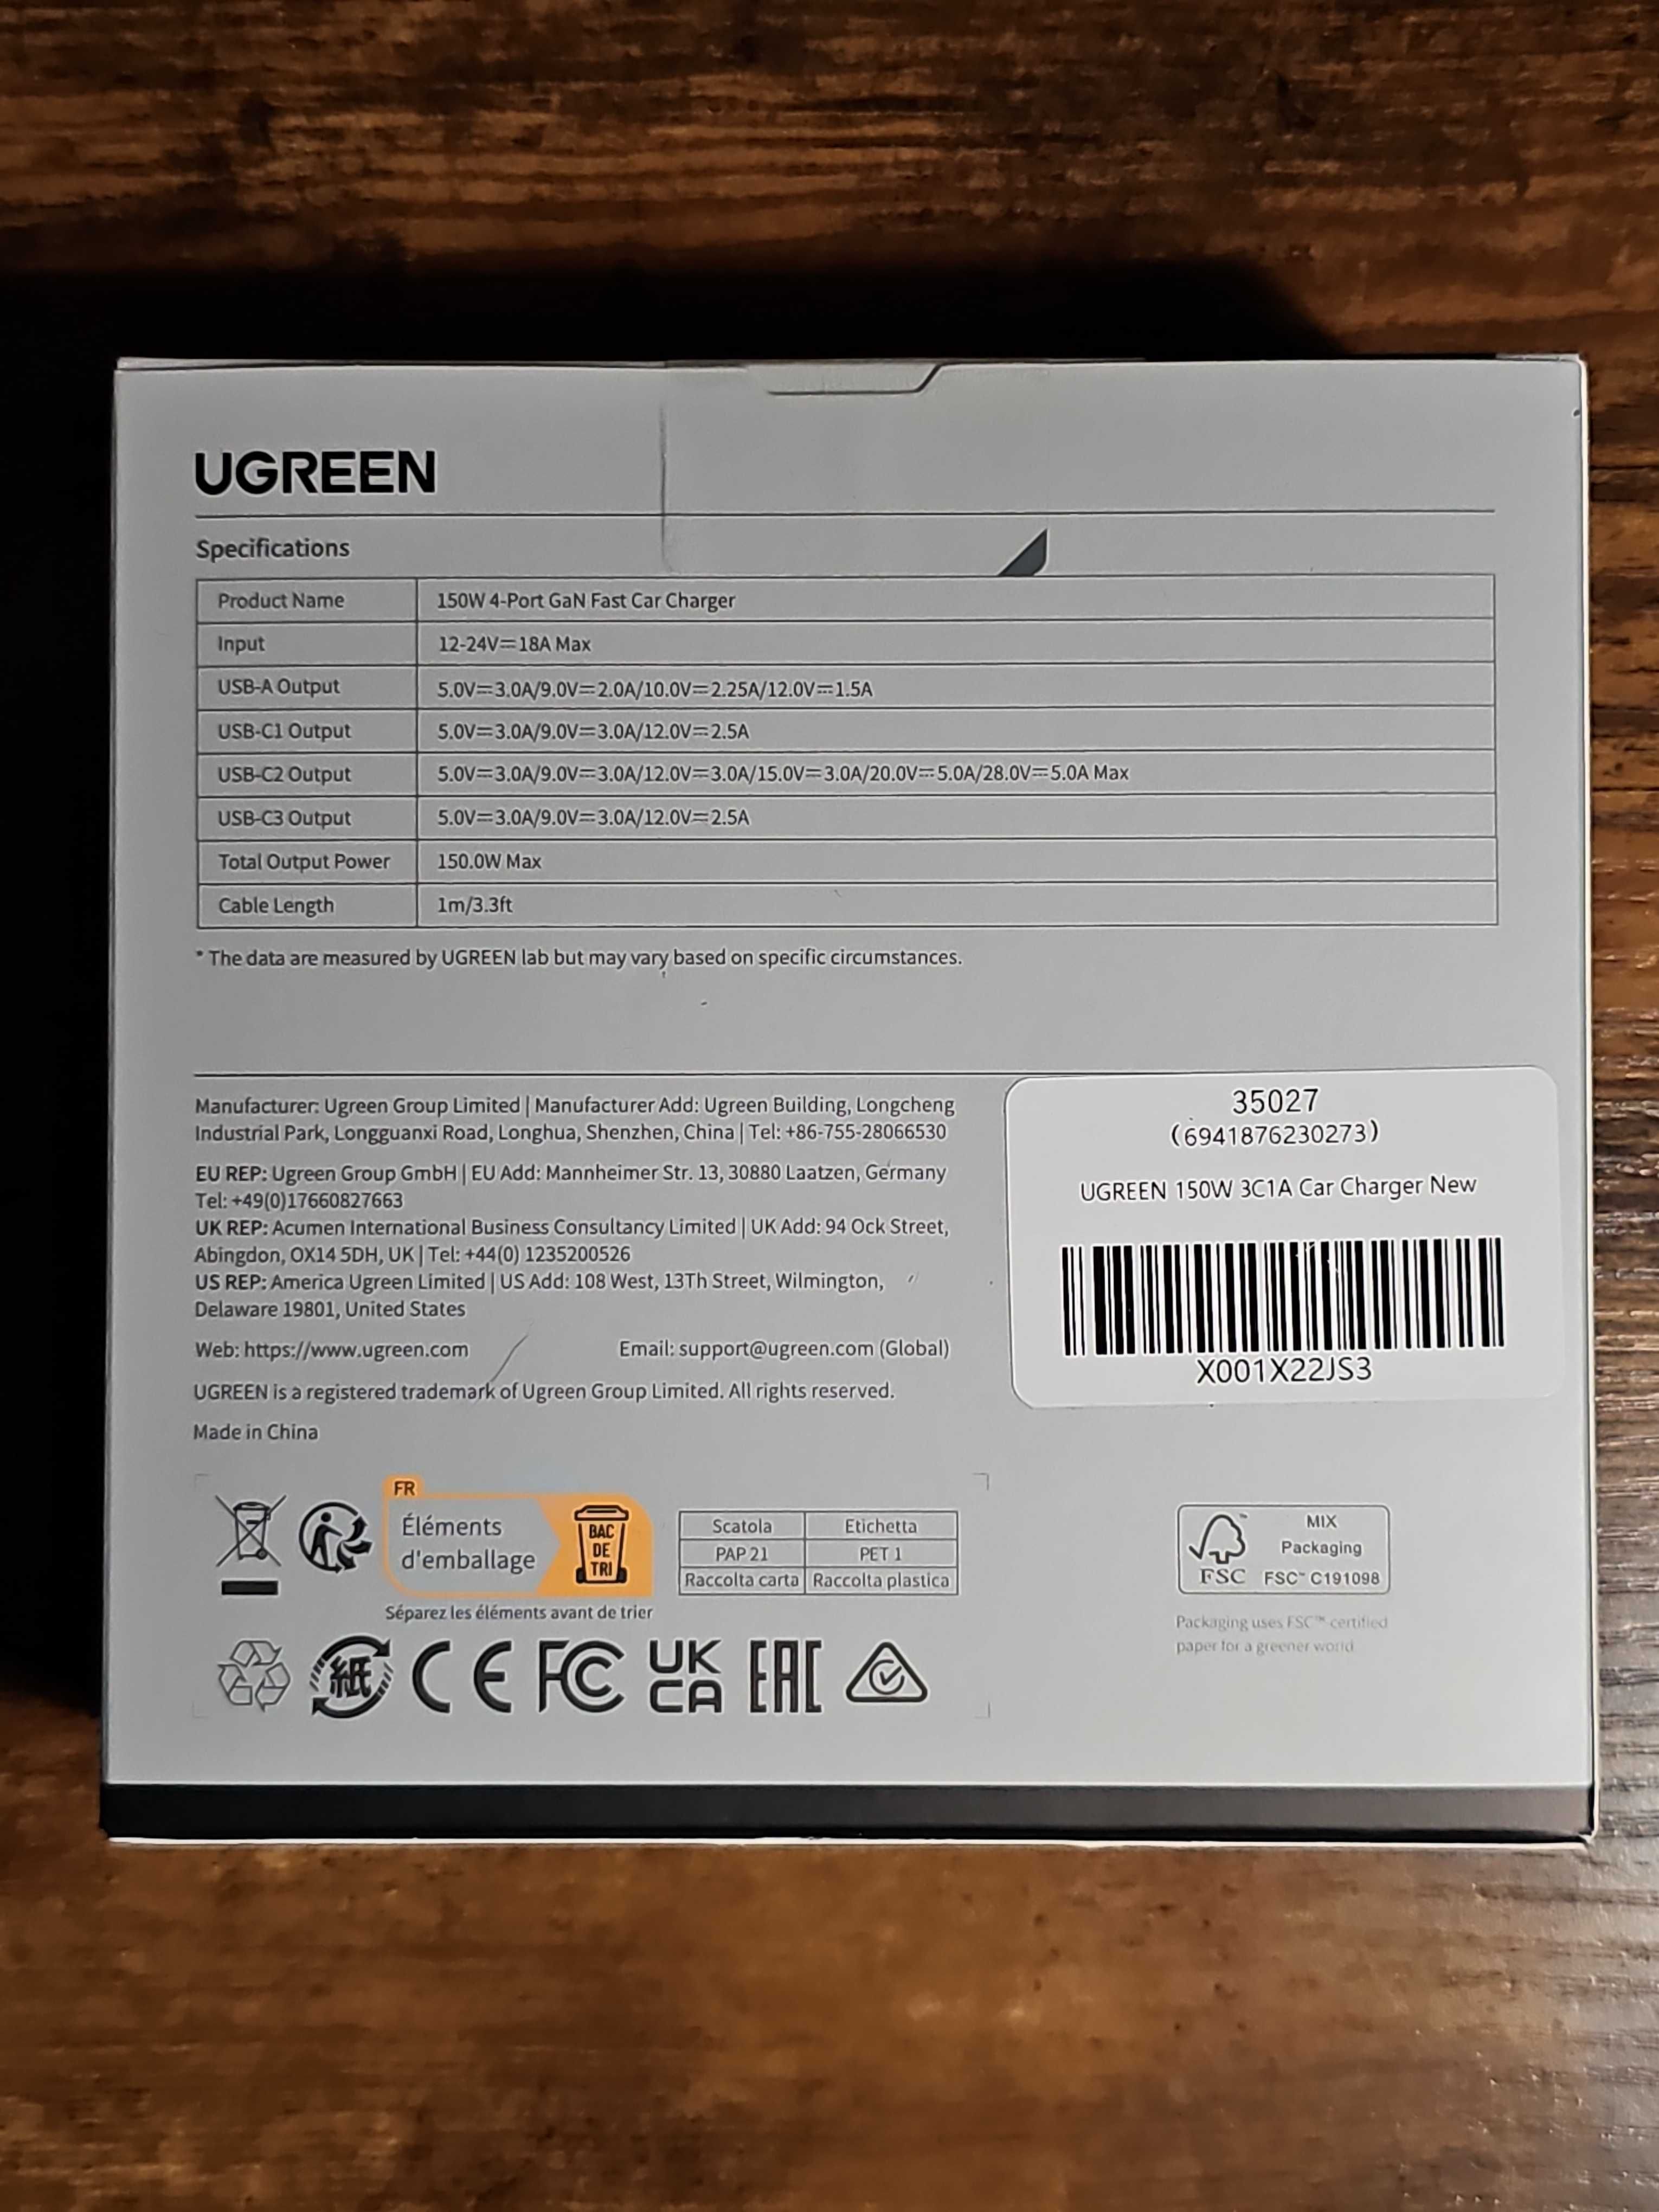 UGREEN
Specifications
Product Name 150W 4-Port GaN Fast Car Charger
Input 12-24V⎓18A Max
USB-A Output 5.0V⎓3.0A/9.0V⎓2.0A/10.0V⎓2.25A/12.0V⎓1.5A
USB-C1 Output 5.0V⎓3.0A/9.0V⎓3.0A/12.0V⎓2.5A
USB-C2 Output 5.0V⎓3.0A/9.0V⎓3.0A/12.0V⎓3.0A/15.0V⎓3.0A/20.0V⎓5.0A/28.0V⎓5.0A Max
USB-C3 Output 5.0V⎓3.0A/9.0V⎓3.0A/12.0V⎓2.5A
Total Output Power 150.0W Max
Cable Length 1m/3.3ft
* The data are measured by UGREEN lab but may vary based on specific circumstances.
Manufacturer: Ugreen Group Limited | Manufacturer Add: Ugreen Building, Longcheng
Industrial Park, Longguanxi Road, Longhua, Shenzhen, China | Tel: +86-755-28066530
EU REP: Ugreen Group GmbH | EU Add: Mannheimer Str. 13, 30880 Laatzen, Germany
Tel: +49(0)17660827663
UK REP: Acumen International Business Consultancy Limited | UK Add: 94 Ock Street,
Abingdon, OX14 5DH, UK | Tel: +44(0) 1235200526
US REP: America Ugreen Limited | US Add: 108 West, 13Th Street, Wilmington,
Delaware 19801, United States
Web: https://www.ugreen.com Email: support@ugreen.com (Global)
UGREEN is a registered trademark of Ugreen Group Limited. All rights reserved.
Made in China
35027
(6941876230273)
UGREEN 150W 3C1A Car Charger New
X001X22JS3
FR
Éléments
d'emballage
BAC
DE
TRI
Séparez les éléments avant de trier
Scatola Etichetta
PAP 21 PET 1
Raccolta carta Raccolta plastica
紙
CE FC UK
CA EAC
FSC
MIX
Packaging
FSC™ C191098
Packaging uses FSC™ certified
paper for a greener world